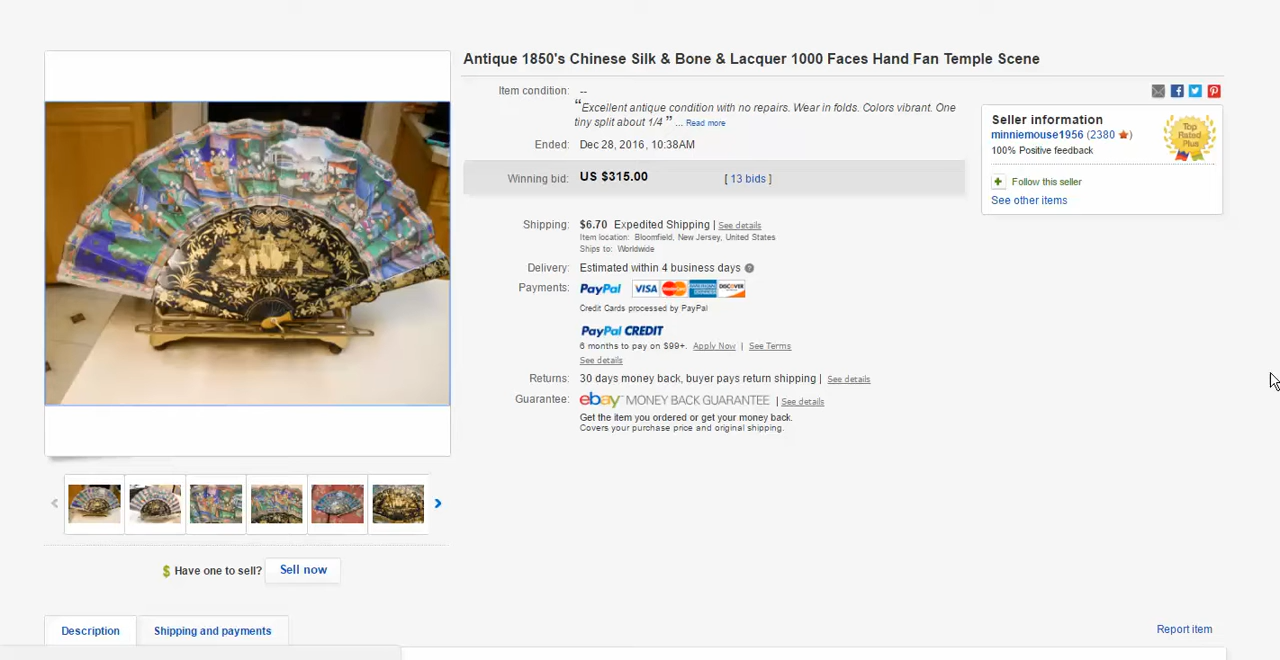 Antique 1850's Chinese Silk & Bone & Lacquer 1000 Faces Hand Fan Temple Scene
Item condition: --
“Excellent antique condition with no repairs. Wear in folds. Colors vibrant. One
tiny split about 1/4 ” ... Read more
Ended: Dec 28, 2016, 10:38AM
Winning bid: US $315.00 [ 13 bids ]
Shipping: $6.70 Expedited Shipping | See details
Item location: Bloomfield, New Jersey, United States
Ships to: Worldwide
Delivery: Estimated within 4 business days ?
Payments: PayPal VISA MasterCard AMERICAN EXPRESS DISCOVER
Credit Cards processed by PayPal
PayPal CREDIT
6 months to pay on $99+. Apply Now | See Terms
See details
Returns: 30 days money back, buyer pays return shipping | See details
Guarantee: ebay MONEY BACK GUARANTEE | See details
Get the item you ordered or get your money back.
Covers your purchase price and original shipping.
Seller information
minniemouse1956 (2380 ★)
100% Positive feedback
Top
Rated
Plus
+ Follow this seller
See other items
$ Have one to sell? Sell now
Description
Shipping and payments
Report item